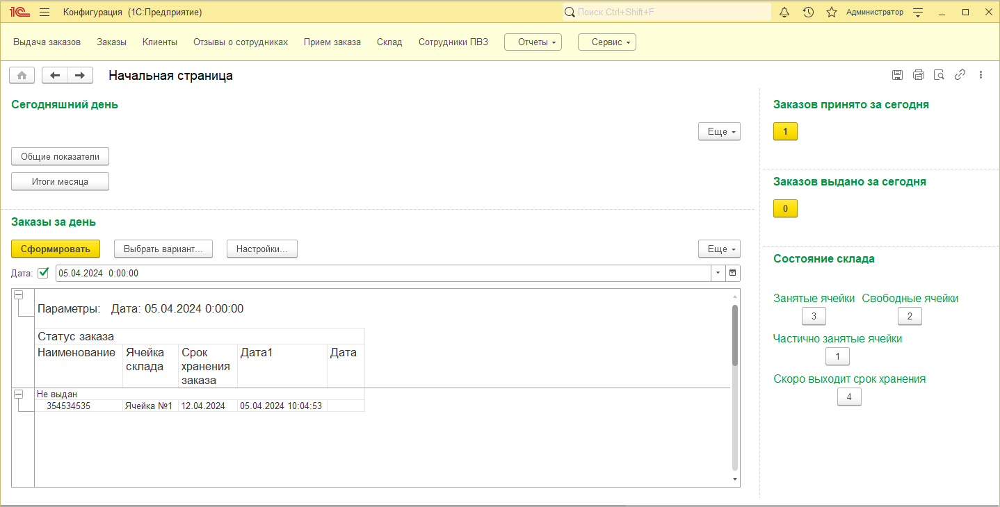 1С Конфигурация (1С:Предприятие) Поиск Ctrl+Shift+F Администратор
Выдача заказов Заказы Клиенты Отзывы о сотрудниках Прием заказа Склад Сотрудники ПВЗ Отчеты Сервис
Начальная страница
Сегодняшний день
Еще
Общие показатели
Итоги месяца
Заказы за день
Сформировать Выбрать вариант... Настройки... Еще
Дата: 05.04.2024 0:00:00
Параметры: Дата: 05.04.2024 0:00:00
Статус заказа
Наименование Ячейка склада Срок хранения заказа Дата1 Дата
Не выдан
354534535 Ячейка №1 12.04.2024 05.04.2024 10:04:53
Заказов принято за сегодня
1
Заказов выдано за сегодня
0
Состояние склада
Занятые ячейки Свободные ячейки
3 2
Частично занятые ячейки
1
Скоро выходит срок хранения
4